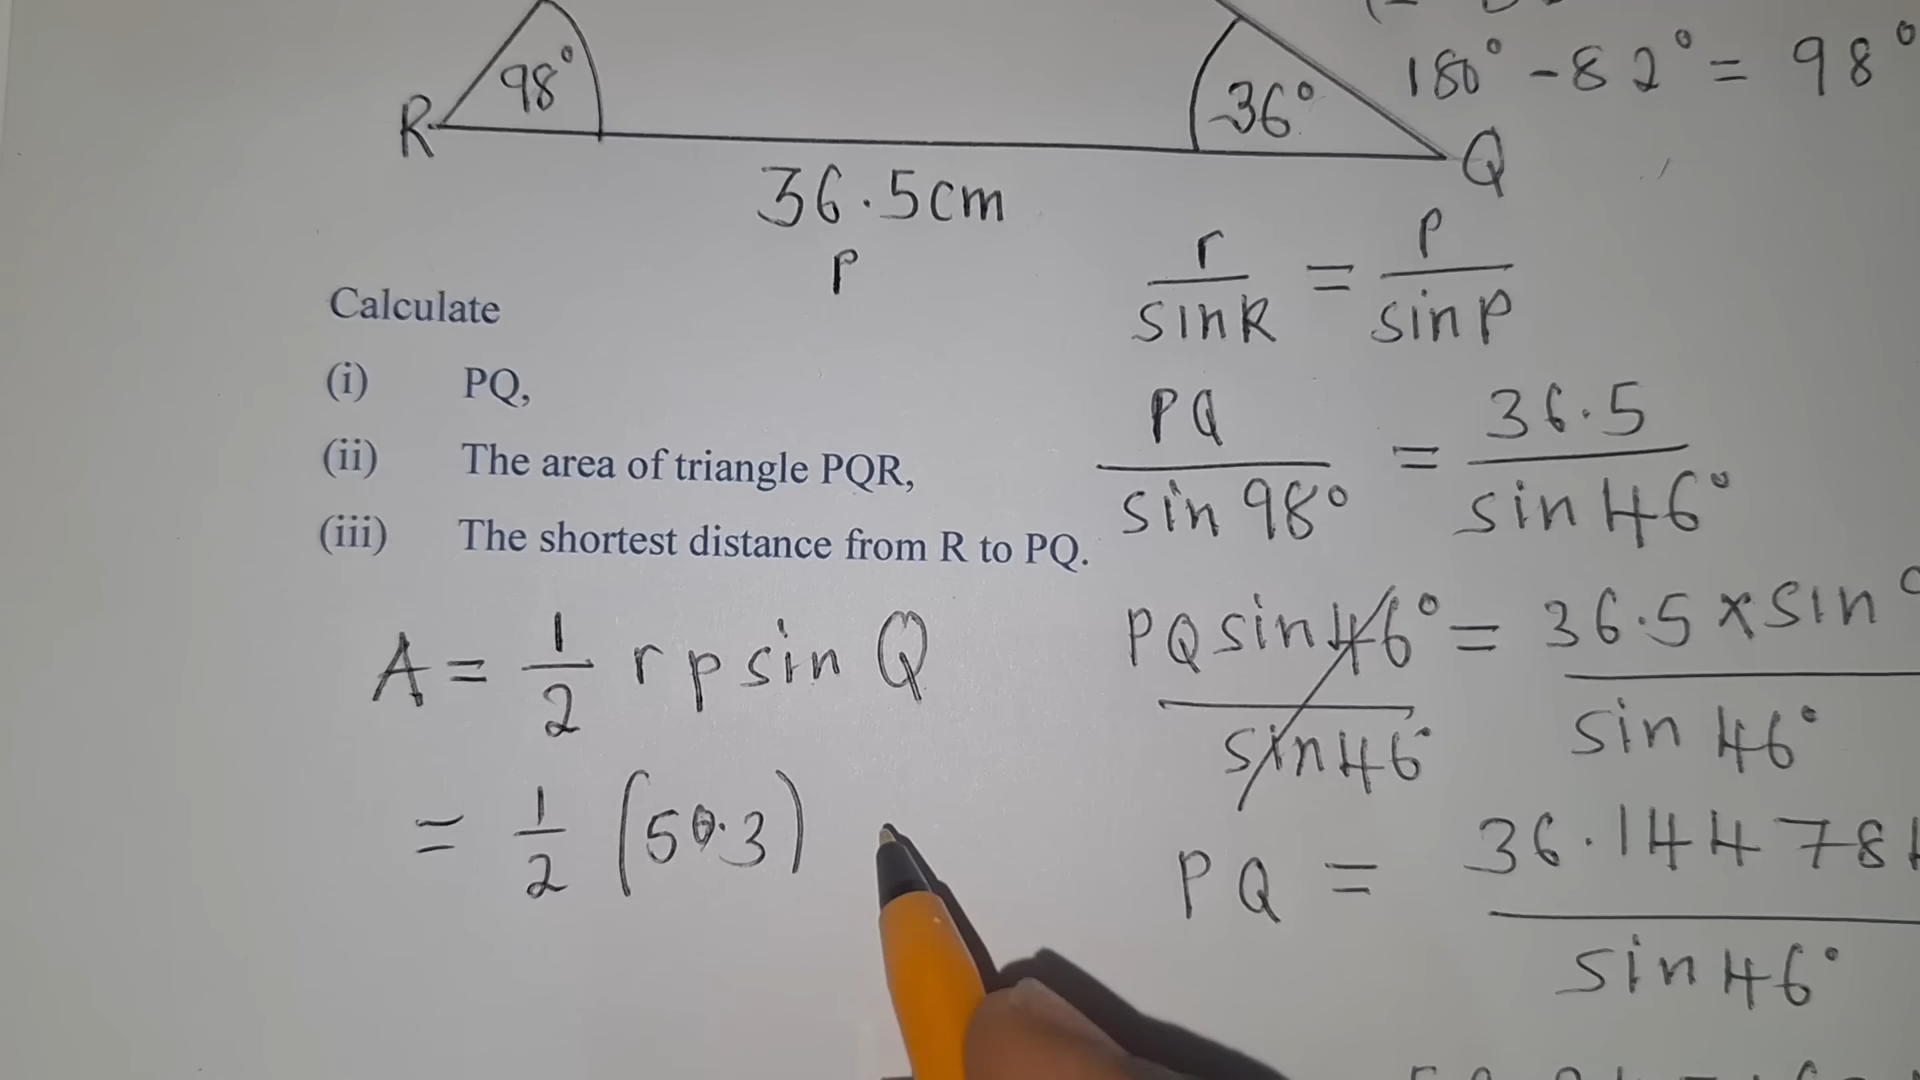 180° - 82° = 98°
98°
36°
R
Q
36.5cm
P
r/sinR = p/sinP
Calculate
(i) PQ,
(ii) The area of triangle PQR,
(iii) The shortest distance from R to PQ.
PQ/sin 98° = 36.5/sin 46°
PQ sin 46°/sin 46° = 36.5 x sin/sin 46°
PQ = 36.14478/sin 46°
A = 1/2 r p sin Q
= 1/2 (50.3)